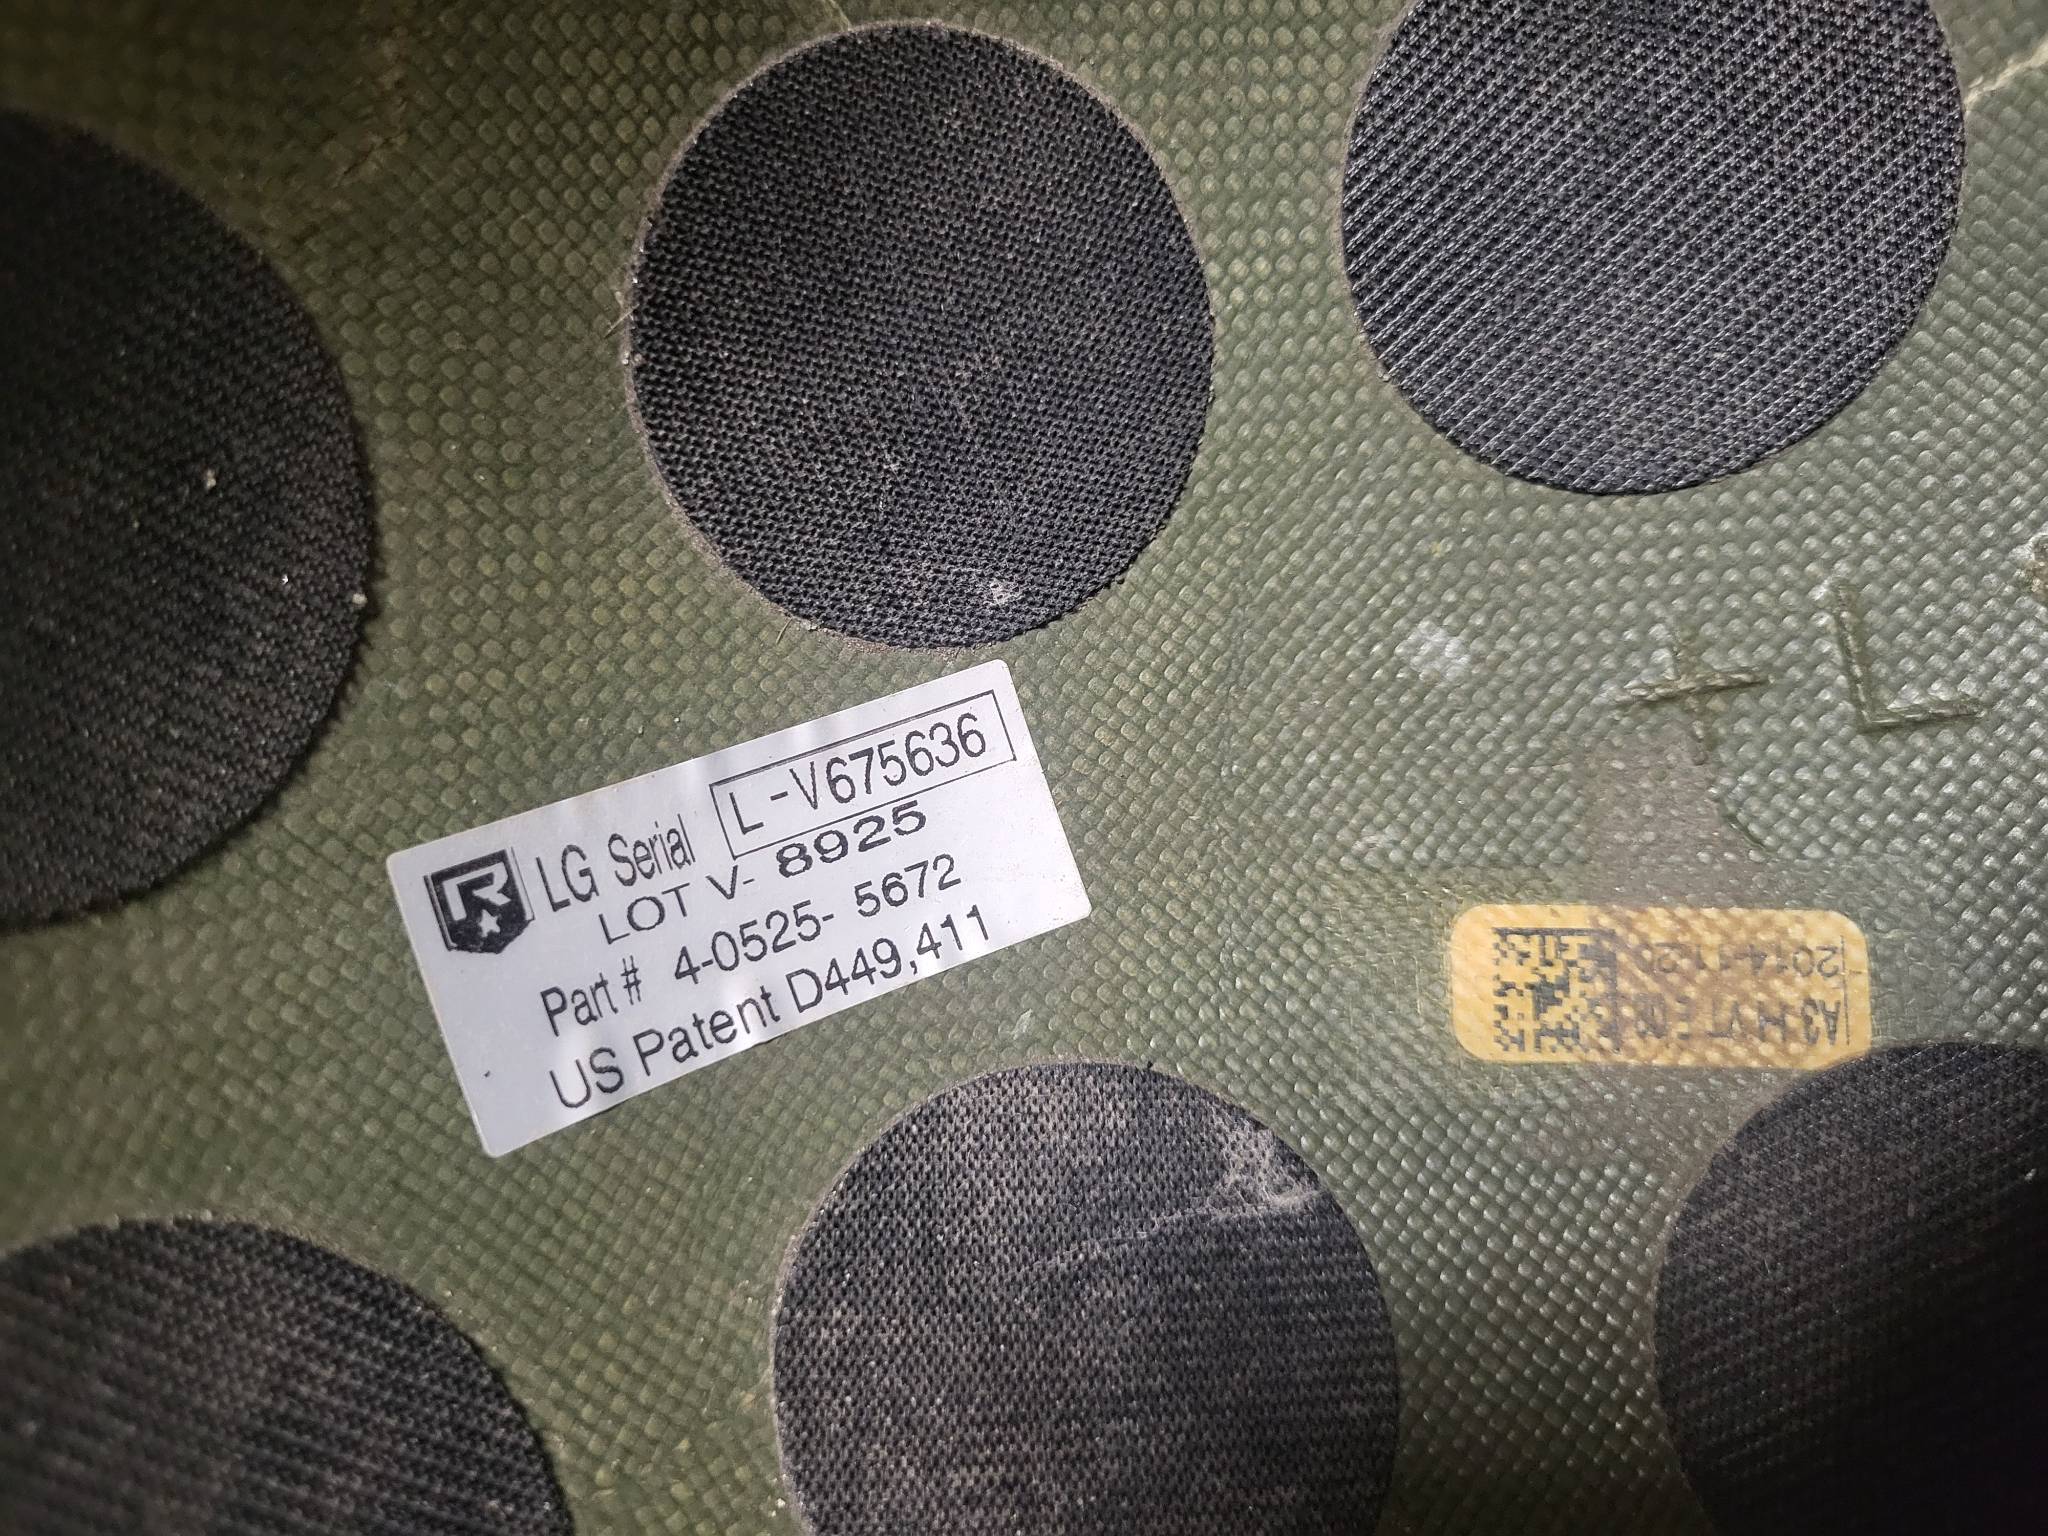 LG Serial L-V675636
LOT V- 8925
Part # 4-0525- 5672
US Patent D449,411
+ L